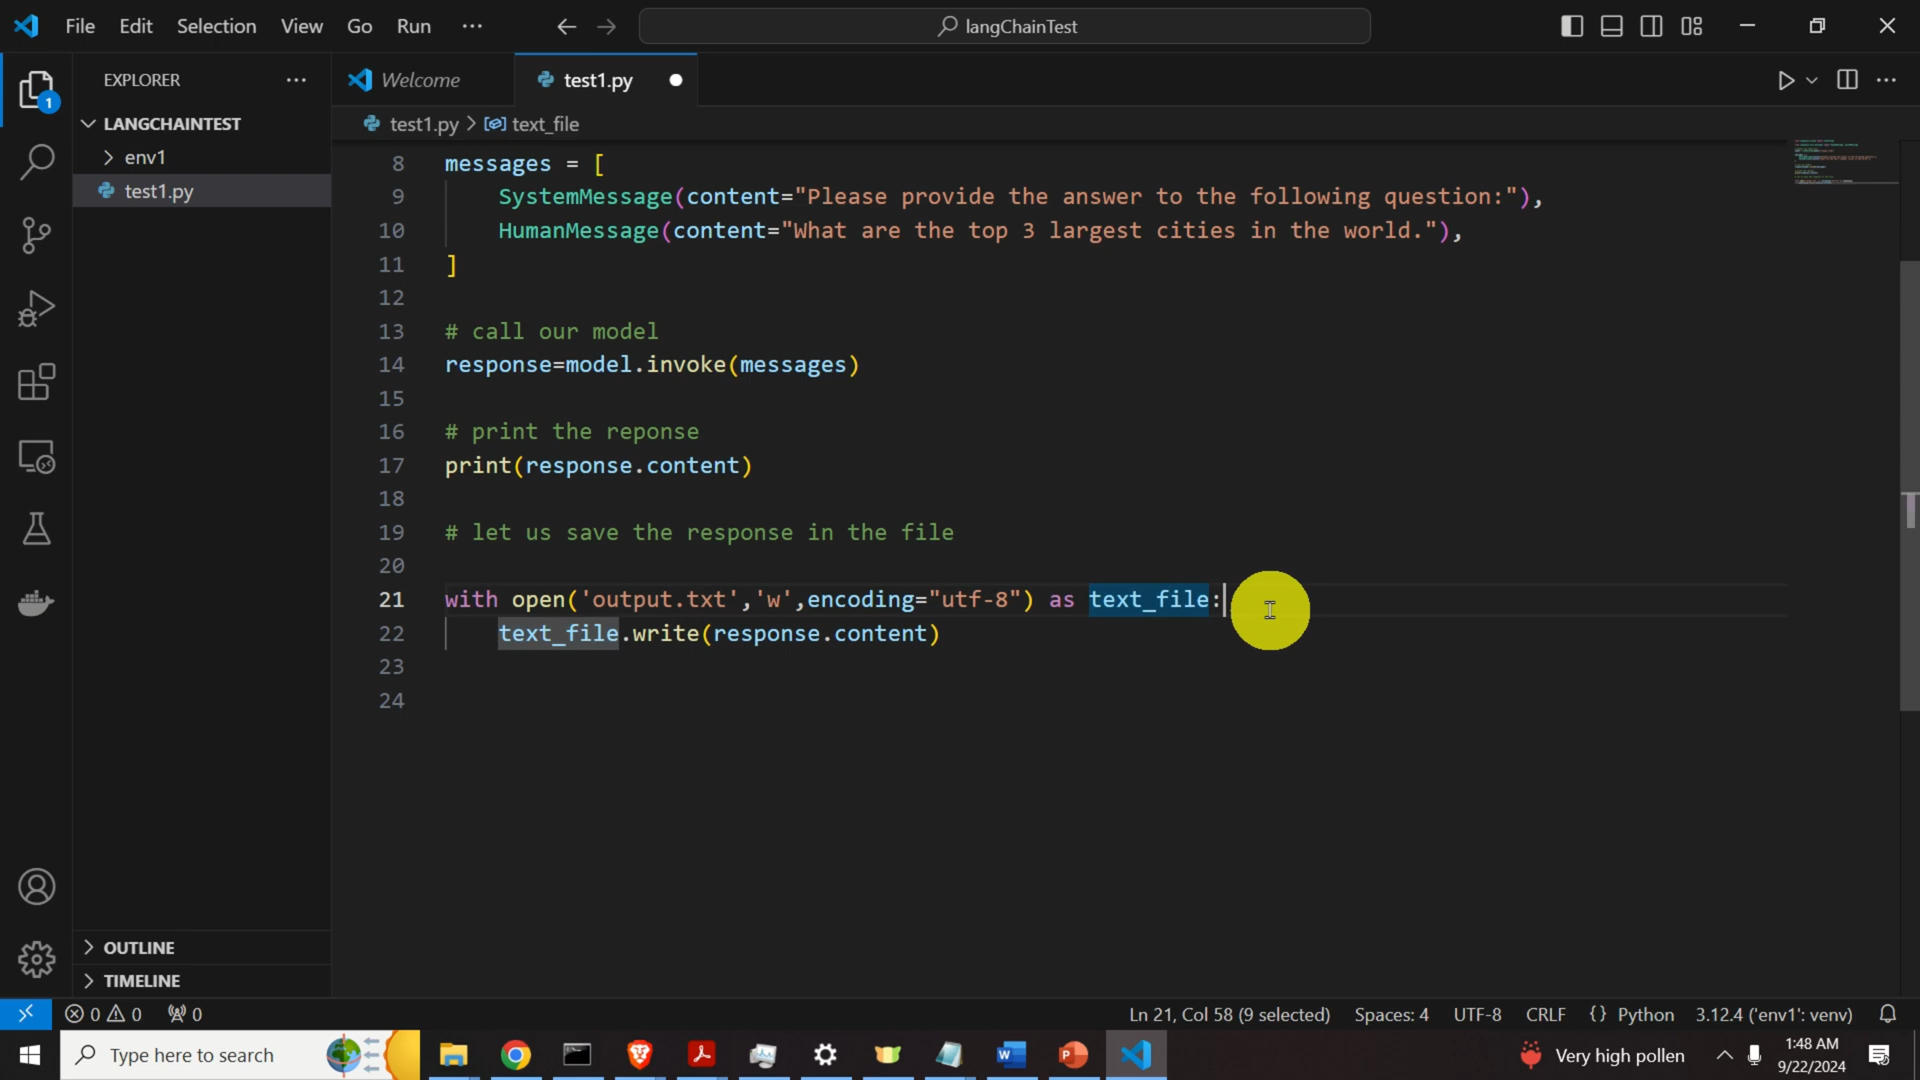 File Edit Selection View Go Run ··· langChainTest
EXPLORER ···
Welcome test1.py
LANGCHAINTEST
env1
test1.py
1
test1.py > text_file
8 messages = [
9 SystemMessage(content="Please provide the answer to the following question:"),
10 HumanMessage(content="What are the top 3 largest cities in the world."),
11 ]
12
13 # call our model
14 response=model.invoke(messages)
15
16 # print the reponse
17 print(response.content)
18
19 # let us save the response in the file
20
21 with open('output.txt','w',encoding="utf-8") as text_file:
22 text_file.write(response.content)
23
24
OUTLINE
TIMELINE
0 0 0 Ln 21, Col 58 (9 selected) Spaces: 4 UTF-8 CRLF {} Python 3.12.4 ('env1': venv)
Type here to search Very high pollen 1:48 AM
9/22/2024